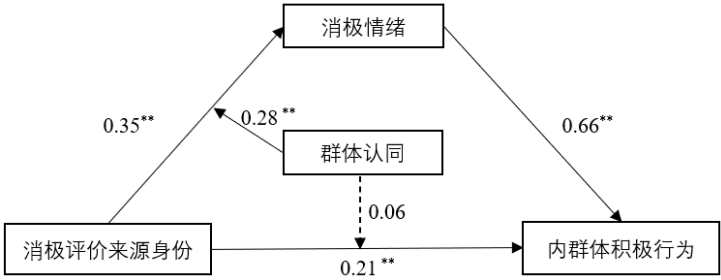 消极情绪
0.35**
0.28 **
0.66**
群体认同
0.06
消极评价来源身份
内群体积极行为
0.21 **